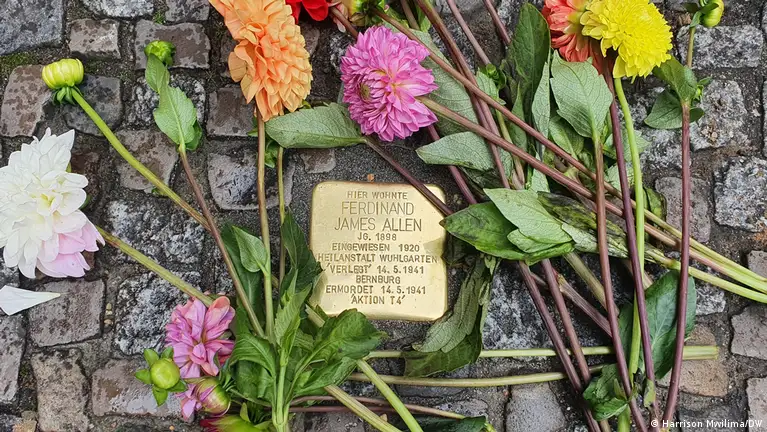 HIER WOHNTE
FERDINAND
JAMES ALLEN
JG. 1898
EINGEWIESEN 1920
HEILANSTALT WUHLGARTEN
'VERLEGT' 14.5.1941
BERNBURG
ERMORDET 14.5.1941
'AKTION T4'
© Harrison Mwilima/DW